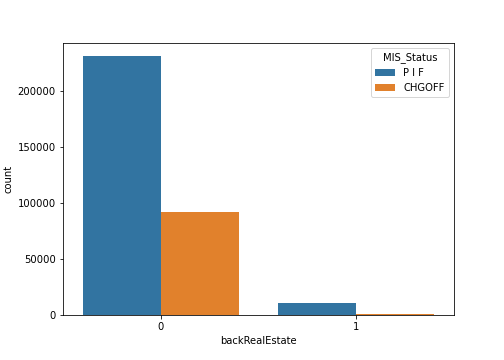 MIS_Status
P I F
CHGOFF
200000
150000
100000
50000
0
count
0 1
backRealEstate